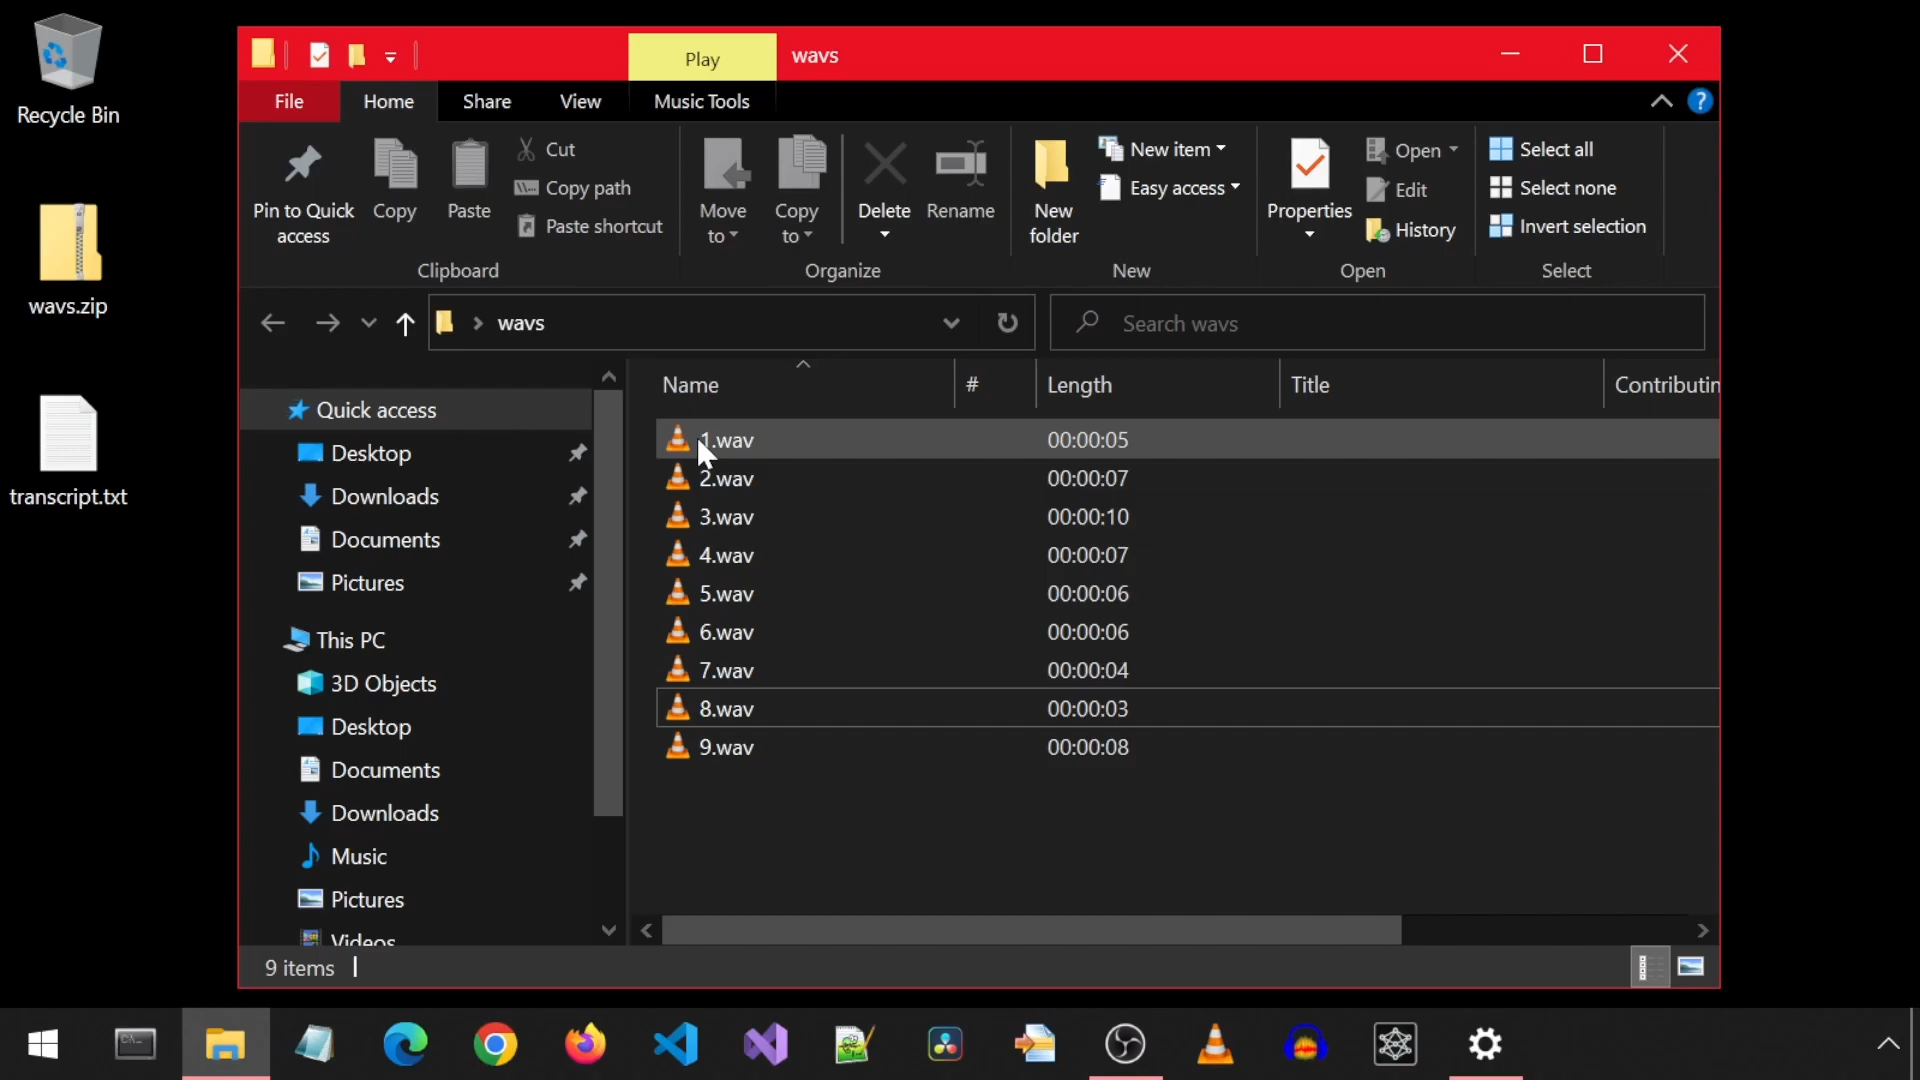 Recycle Bin
wavs.zip
transcript.txt
Play
wavs
File
Home
Share
View
Music Tools
?
Pin to Quick
access
Copy
Paste
Cut
Copy path
Paste shortcut
Clipboard
Move
to
Copy
to
Delete
Rename
Organize
New
folder
New item
Easy access
New
Properties
Open
Edit
History
Open
Select all
Select none
Invert selection
Select
wavs
Search wavs
Quick access
Desktop
Downloads
Documents
Pictures
This PC
3D Objects
Desktop
Documents
Downloads
Music
Pictures
Videos
Name
#
Length
Title
Contributin
1.wav 00:00:05
2.wav 00:00:07
3.wav 00:00:10
4.wav 00:00:07
5.wav 00:00:06
6.wav 00:00:06
7.wav 00:00:04
8.wav 00:00:03
9.wav 00:00:08
9 items